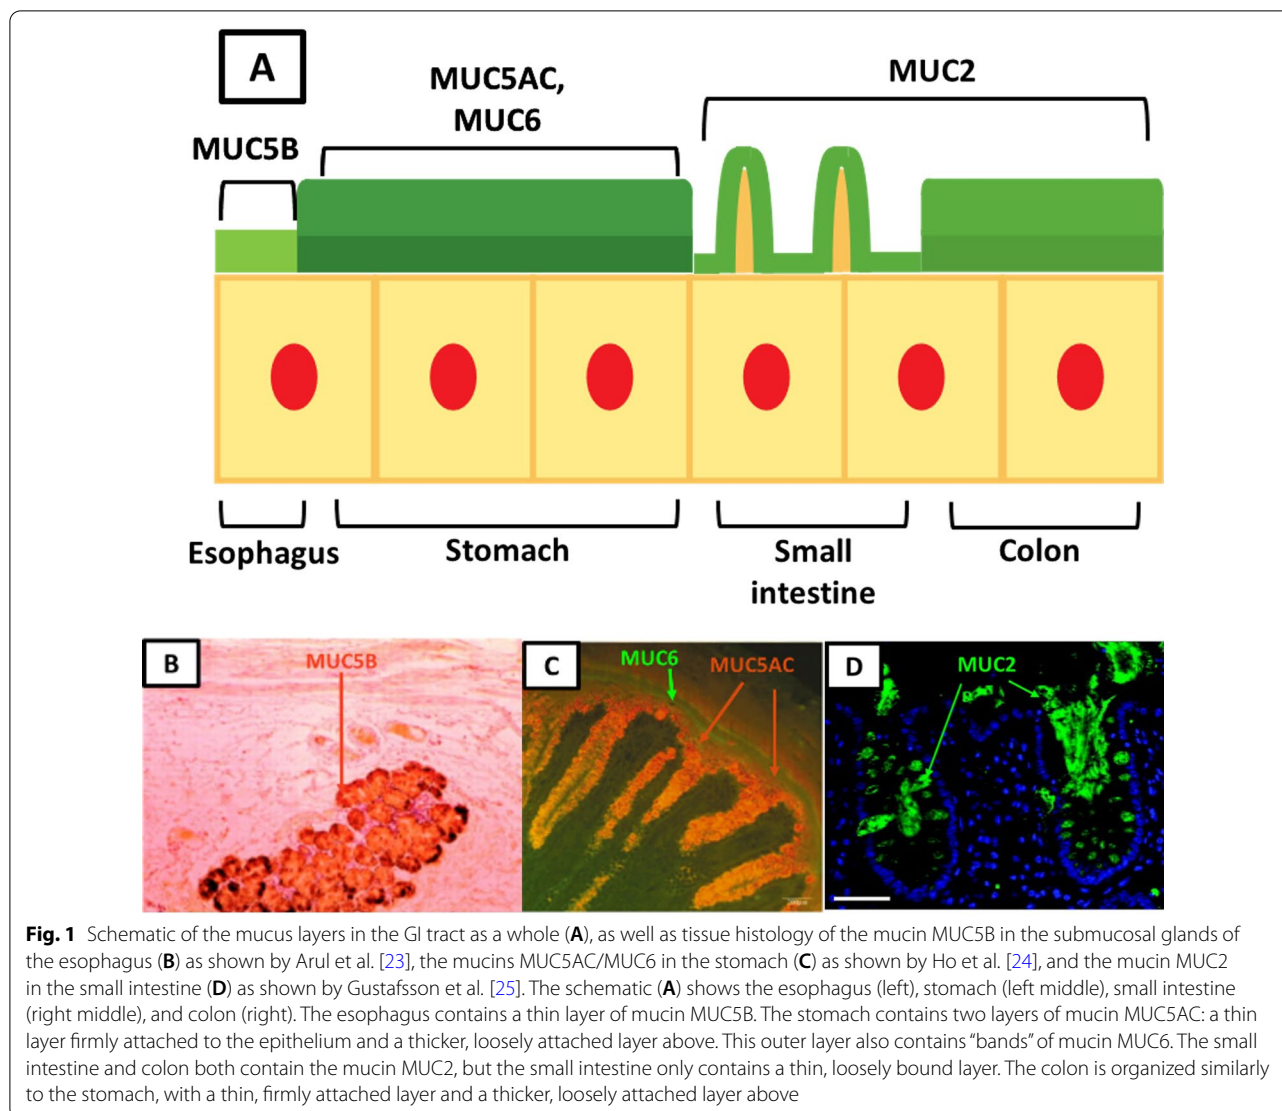 A
MUC5AC,
MUC6
MUC2
MUC5B
Esophagus
Stomach
Small
intestine
Colon
B
MUC5B
C
MUC6
MUC5AC
D
MUC2
Fig. 1 Schematic of the mucus layers in the GI tract as a whole (A), as well as tissue histology of the mucin MUC5B in the submucosal glands of
the esophagus (B) as shown by Arul et al. [23], the mucins MUC5AC/MUC6 in the stomach (C) as shown by Ho et al. [24], and the mucin MUC2
in the small intestine (D) as shown by Gustafsson et al. [25]. The schematic (A) shows the esophagus (left), stomach (left middle), small intestine
(right middle), and colon (right). The esophagus contains a thin layer of mucin MUC5B. The stomach contains two layers of mucin MUC5AC: a thin
layer firmly attached to the epithelium and a thicker, loosely attached layer above. This outer layer also contains “bands” of mucin MUC6. The small
intestine and colon both contain the mucin MUC2, but the small intestine only contains a thin, loosely bound layer. The colon is organized similarly
to the stomach, with a thin, firmly attached layer and a thicker, loosely attached layer above